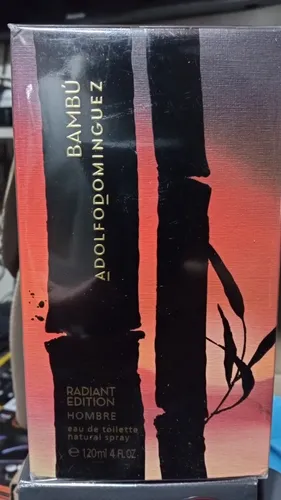 BAMBÚ
ADOLFODOMINGUEZ
RADIANT
EDITION
HOMBRE
eau de toilette
natural spray
℮ 120ml 4 FL.OZ